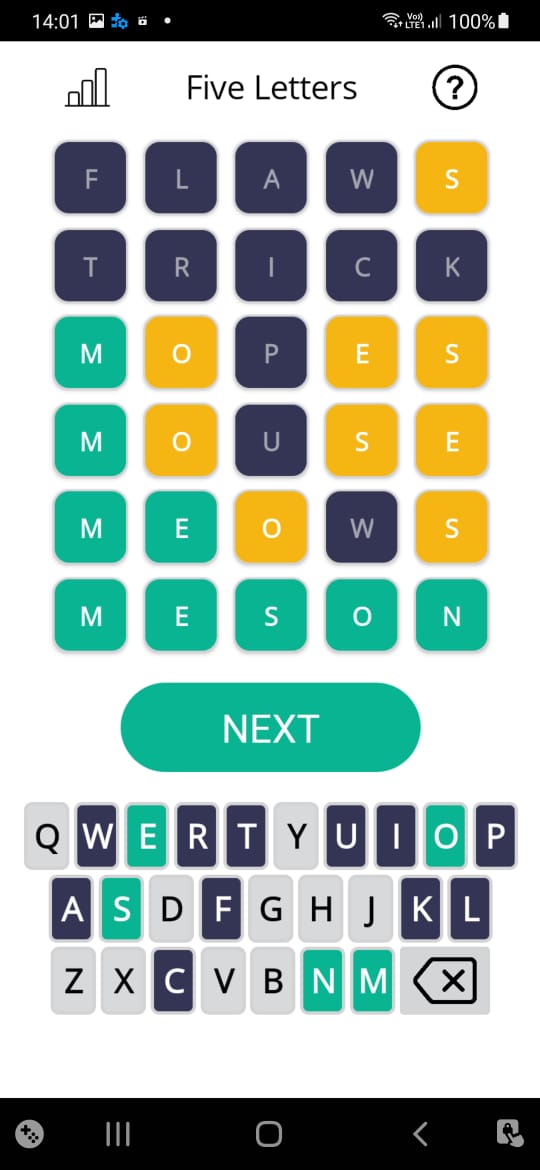 14:01 Vo)) LTE1 100%
Five Letters ?
F L A W S
T R I C K
M O P E S
M O U S E
M E O W S
M E S O N
NEXT
Q W E R T Y U I O P
A S D F G H J K L
Z X C V B N M